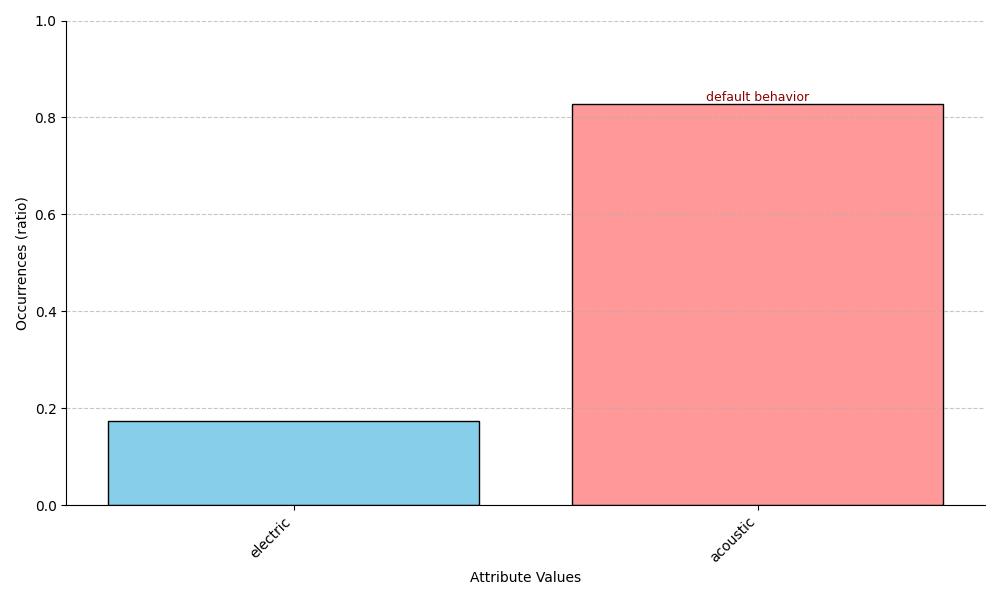 1.0
0.8
0.6
0.4
0.2
0.0
Occurrences (ratio)
default behavior
electric
acoustic
Attribute Values